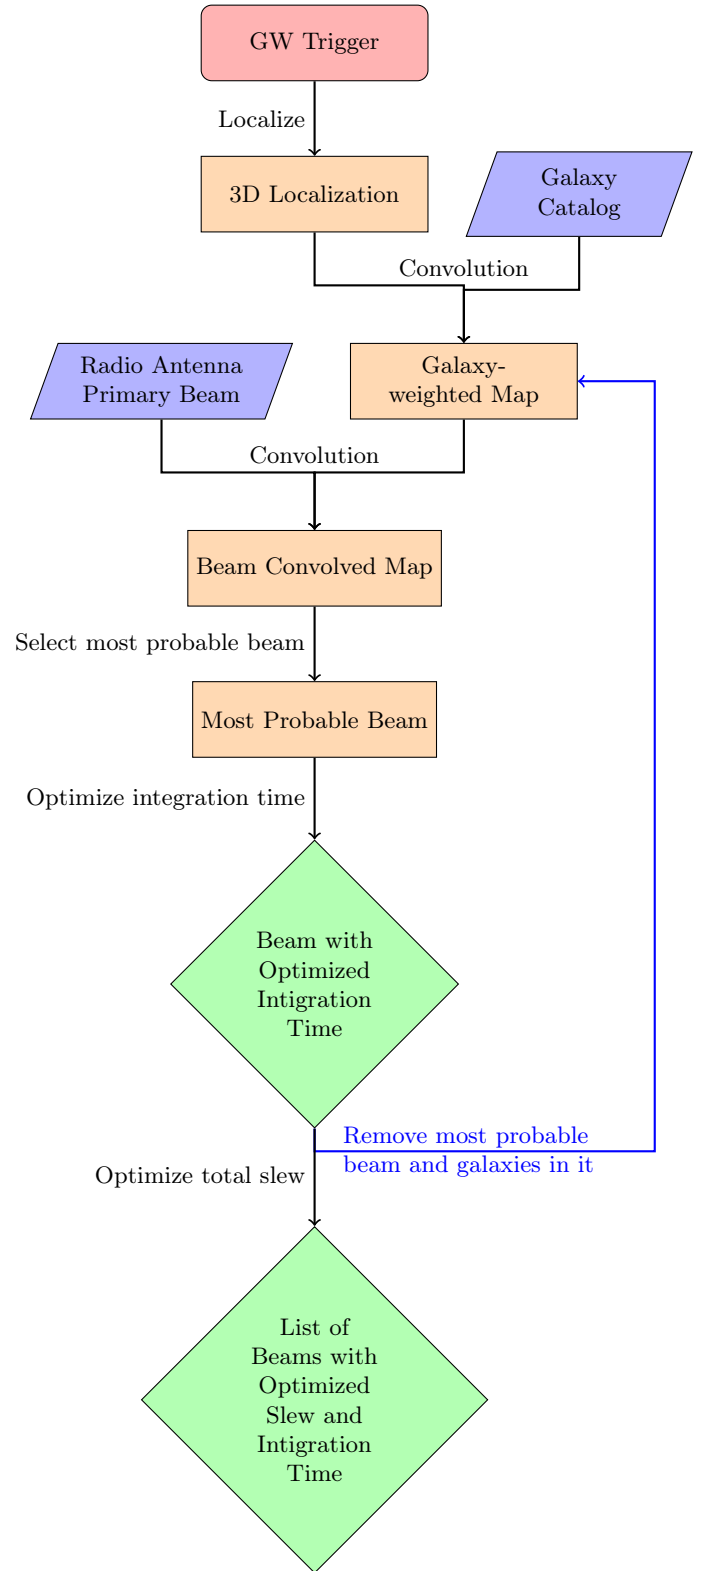 GW Trigger
Localize
3D Localization
Galaxy
Catalog
Convolution
Radio Antenna
Primary Beam
Galaxy-
weighted Map
Convolution
Beam Convolved Map
Select most probable beam
Most Probable Beam
Optimize integration time
Beam with
Optimized
Intigration
Time
Remove most probable
beam and galaxies in it
Optimize total slew
List of
Beams with
Optimized
Slew and
Intigration
Time